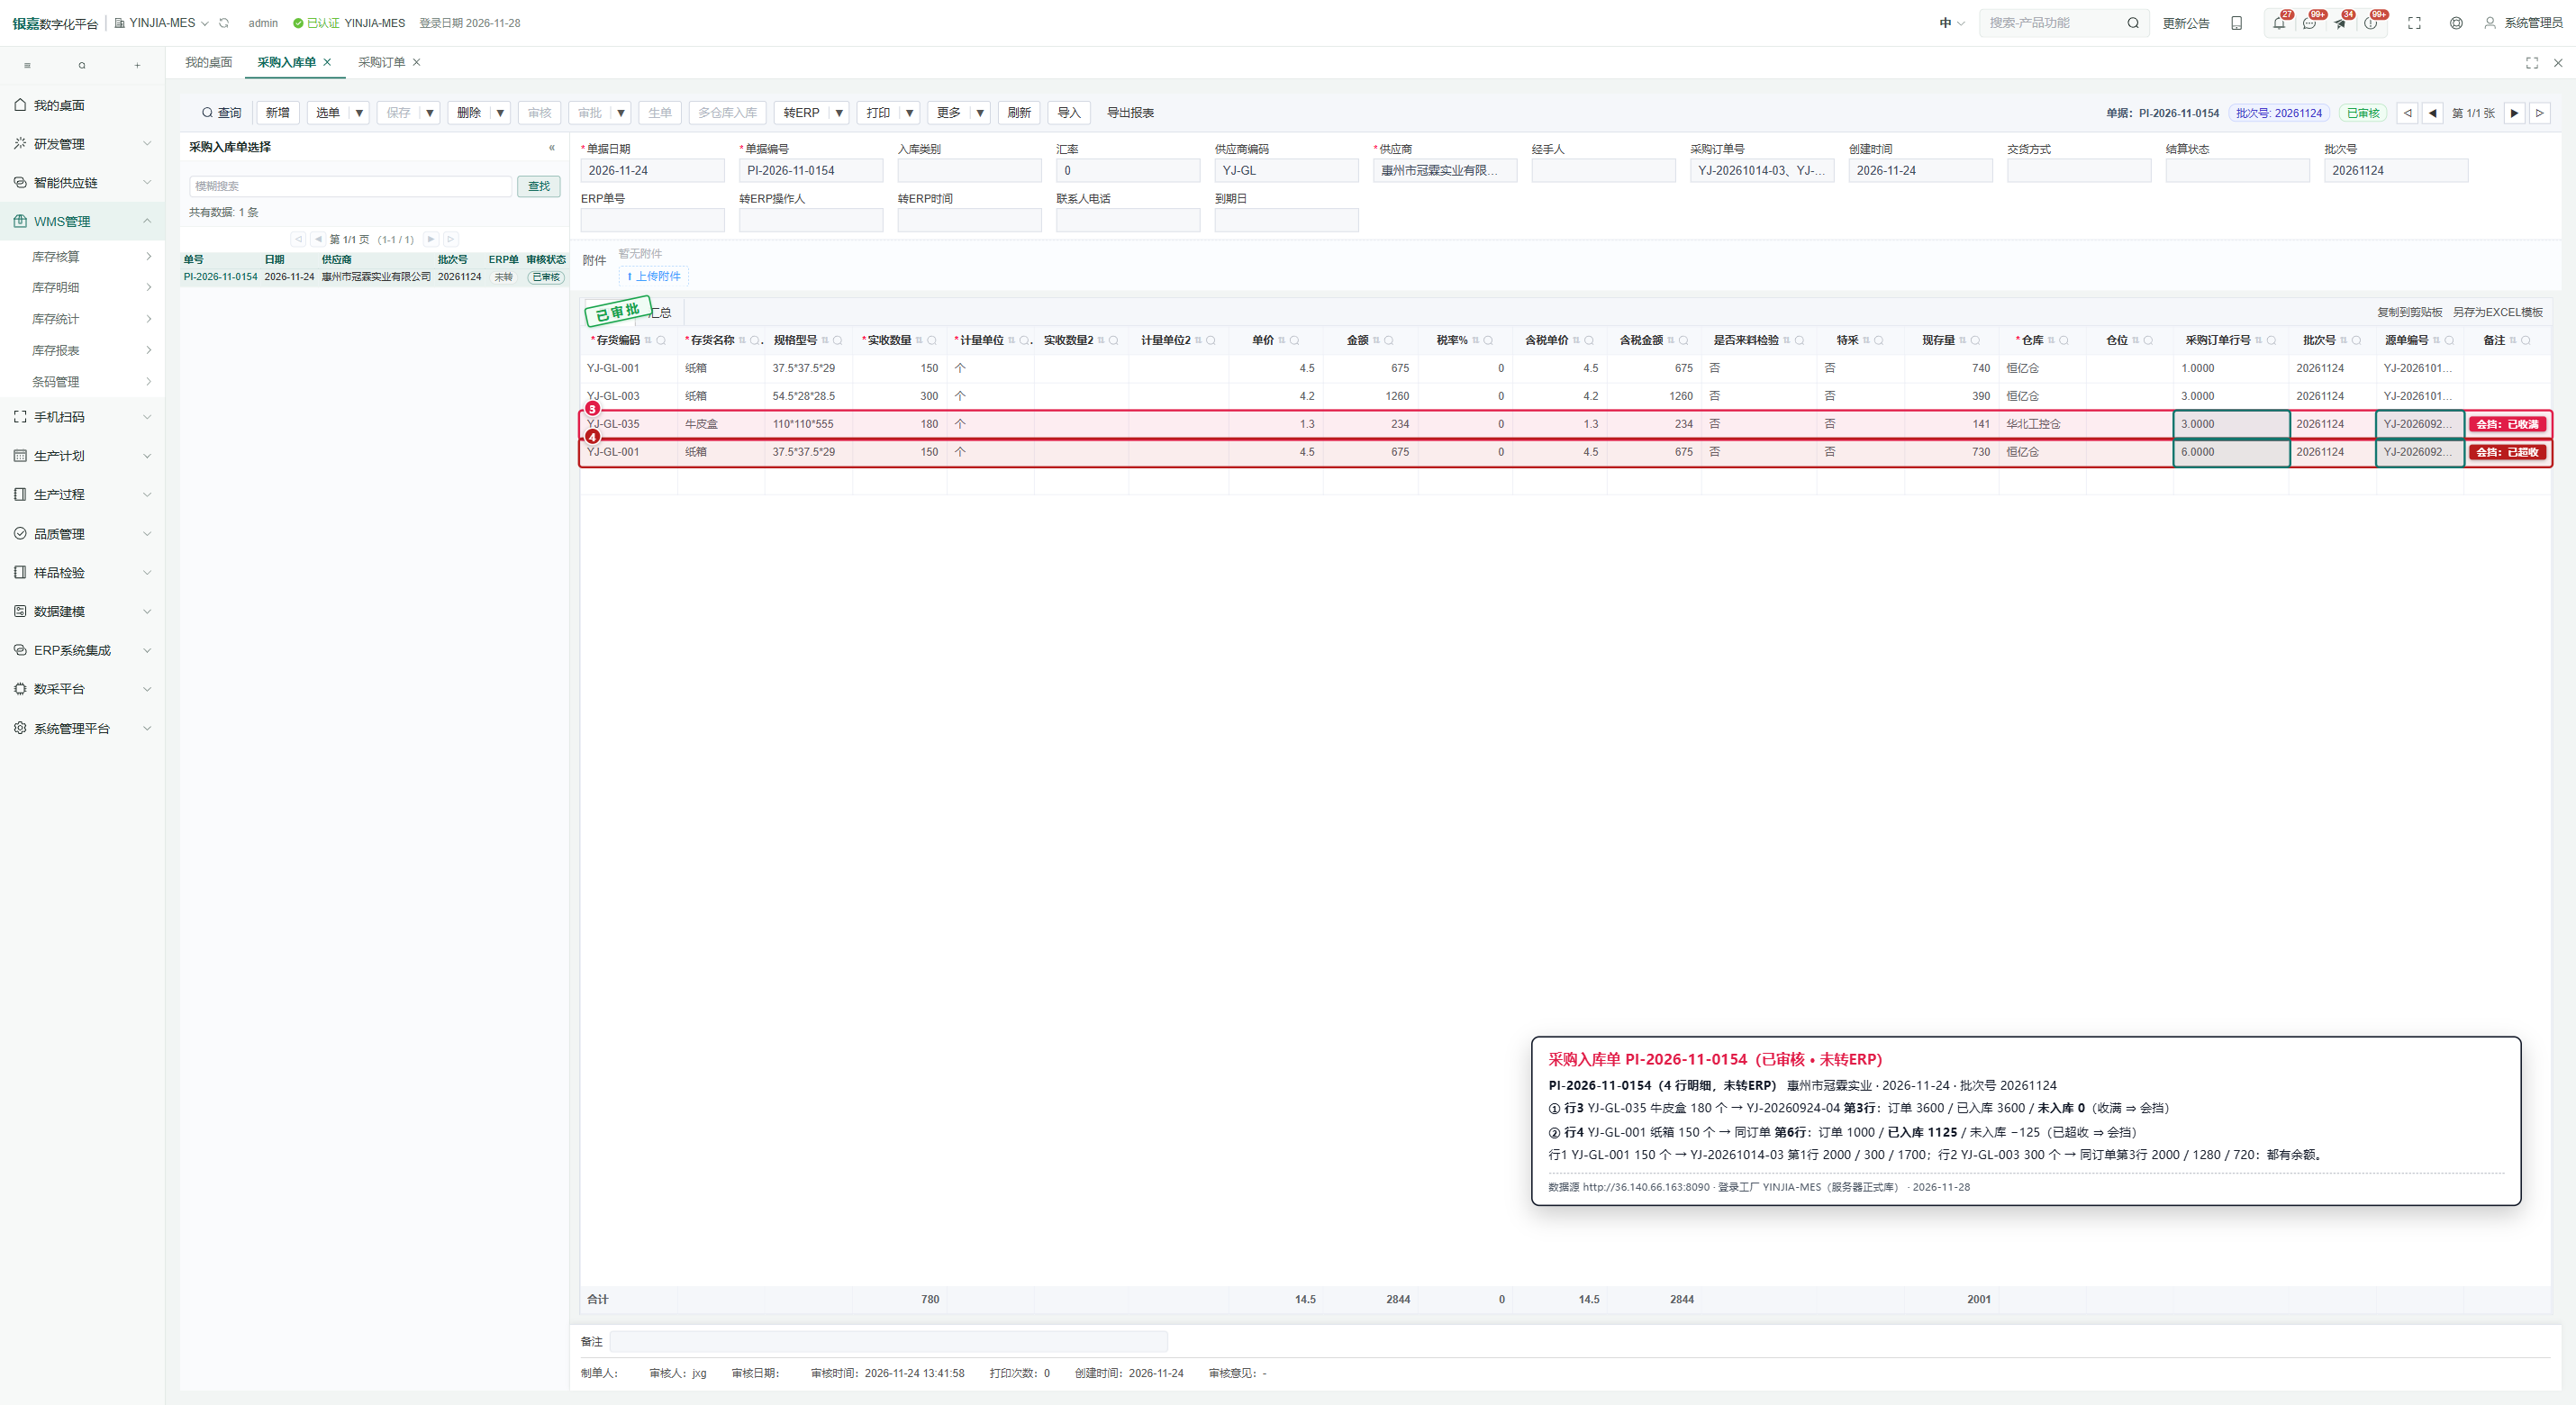 银嘉数字化平台 YINJIA-MES admin 已认证 YINJIA-MES 登录日期 2026-11-28 中 搜索-产品功能 更新公告 27 99+ 34 99+ 系统管理员
我的桌面 采购入库单 采购订单
我的桌面
研发管理
智能供应链
WMS管理
库存核算
库存明细
库存统计
库存报表
条码管理
手机扫码
生产计划
生产过程
品质管理
样品检验
数据建模
ERP系统集成
数采平台
系统管理平台
查询 新增 选单 保存 删除 审核 审批 生单 多仓库入库 转ERP 打印 更多 刷新 导入 导出报表 单据: PI-2026-11-0154 批次号: 20261124 已审核 第 1/1 张
采购入库单选择
模糊搜索 查找
共有数据: 1 条
第 1/1 页 (1-1 / 1)
单号 日期 供应商 批次号 ERP单 审核状态
PI-2026-11-0154 2026-11-24 惠州市冠霖实业有限公司 20261124 未转 已审核
*单据日期 *单据编号 入库类别 汇率 供应商编码 *供应商 经手人 采购订单号 创建时间 交货方式 结算状态 批次号
2026-11-24 PI-2026-11-0154 0 YJ-GL 惠州市冠霖实业有限... YJ-20261014-03、YJ-... 2026-11-24 20261124
ERP单号 转ERP操作人 转ERP时间 联系人电话 到期日
附件 暂无附件
上传附件
已审批 汇总 复制到剪贴板 另存为EXCEL模板
*存货编码 *存货名称 规格型号 *实收数量 *计量单位 实收数量2 计量单位2 单价 金额 税率% 含税单价 含税金额 是否来料检验 特采 现存量 *仓库 仓位 采购订单行号 批次号 源单编号 备注
YJ-GL-001 纸箱 37.5*37.5*29 150 个 4.5 675 0 4.5 675 否 否 740 恒亿仓 1.0000 20261124 YJ-2026101...
YJ-GL-003 纸箱 54.5*28*28.5 300 个 4.2 1260 0 4.2 1260 否 否 390 恒亿仓 3.0000 20261124 YJ-2026101...
3
YJ-GL-035 牛皮盒 110*110*555 180 个 1.3 234 0 1.3 234 否 否 141 华北工控仓 3.0000 20261124 YJ-2026092... 会挡：已收满
4
YJ-GL-001 纸箱 37.5*37.5*29 150 个 4.5 675 0 4.5 675 否 否 730 恒亿仓 6.0000 20261124 YJ-2026092... 会挡：已超收
采购入库单 PI-2026-11-0154（已审核 • 未转ERP）
PI-2026-11-0154（4 行明细，未转ERP） 惠州市冠霖实业 · 2026-11-24 · 批次号 20261124
① 行3 YJ-GL-035 牛皮盒 180 个 → YJ-20260924-04 第3行：订单 3600 / 已入库 3600 / 未入库 0（收满 ⇒ 会挡）
② 行4 YJ-GL-001 纸箱 150 个 → 同订单 第6行：订单 1000 / 已入库 1125 / 未入库 −125（已超收 ⇒ 会挡）
行1 YJ-GL-001 150 个 → YJ-20261014-03 第1行 2000 / 300 / 1700；行2 YJ-GL-003 300 个 → 同订单第3行 2000 / 1280 / 720：都有余额。
数据源 http://36.140.66.163:8090 · 登录工厂 YINJIA-MES（服务器正式库） · 2026-11-28
合计 780 14.5 2844 0 14.5 2844 2001
备注
制单人: 审核人: jxg 审核日期: 审核时间: 2026-11-24 13:41:58 打印次数: 0 创建时间: 2026-11-24 审核意见: -